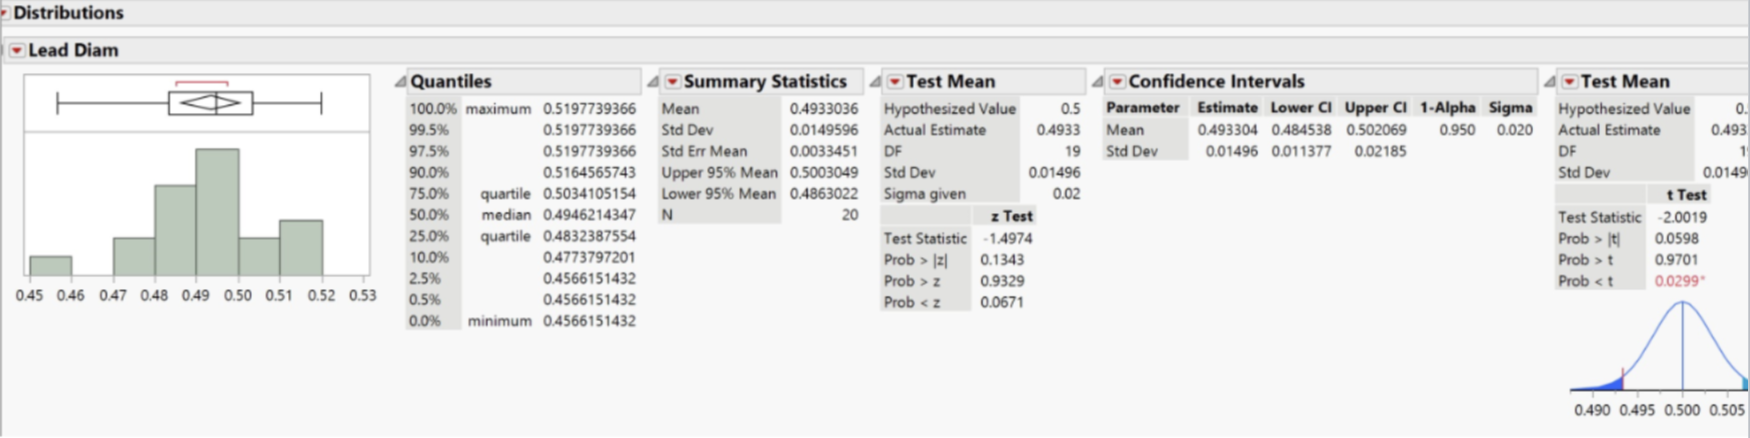 Distributions
Lead Diam
0.45 0.46 0.47 0.48 0.49 0.50 0.51 0.52 0.53
Quantiles
100.0% maximum 0.5197739366
99.5% 0.5197739366
97.5% 0.5197739366
90.0% 0.5164565743
75.0% quartile 0.5034105154
50.0% median 0.4946214347
25.0% quartile 0.4832387554
10.0% 0.4773797201
2.5% 0.4566151432
0.5% 0.4566151432
0.0% minimum 0.4566151432
Summary Statistics
Mean 0.4933036
Std Dev 0.0149596
Std Err Mean 0.0033451
Upper 95% Mean 0.5003049
Lower 95% Mean 0.4863022
N 20
Test Mean
Hypothesized Value 0.5
Actual Estimate 0.4933
DF 19
Std Dev 0.01496
Sigma given 0.02
z Test
Test Statistic -1.4974
Prob > |z| 0.1343
Prob > z 0.9329
Prob < z 0.0671
Confidence Intervals
Parameter Estimate Lower CI Upper CI 1-Alpha Sigma
Mean 0.493304 0.484538 0.502069 0.950 0.020
Std Dev 0.01496 0.011377 0.02185
Test Mean
Hypothesized Value 0.
Actual Estimate 0.493
DF 1
Std Dev 0.0149
t Test
Test Statistic -2.0019
Prob > |t| 0.0598
Prob > t 0.9701
Prob < t 0.0299*
0.490 0.495 0.500 0.505